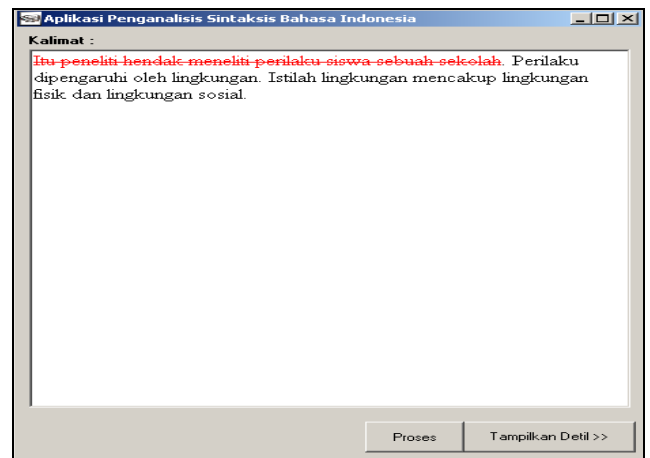 Aplikasi Penganalisis Sintaksis Bahasa Indonesia
Kalimat :
Itu peneliti hendak meneliti perilaku siswa sebuah sekolah. Perilaku
dipengaruhi oleh lingkungan. Istilah lingkungan mencakup lingkungan
fisik dan lingkungan sosial.
Proses
Tampilkan Detil >>